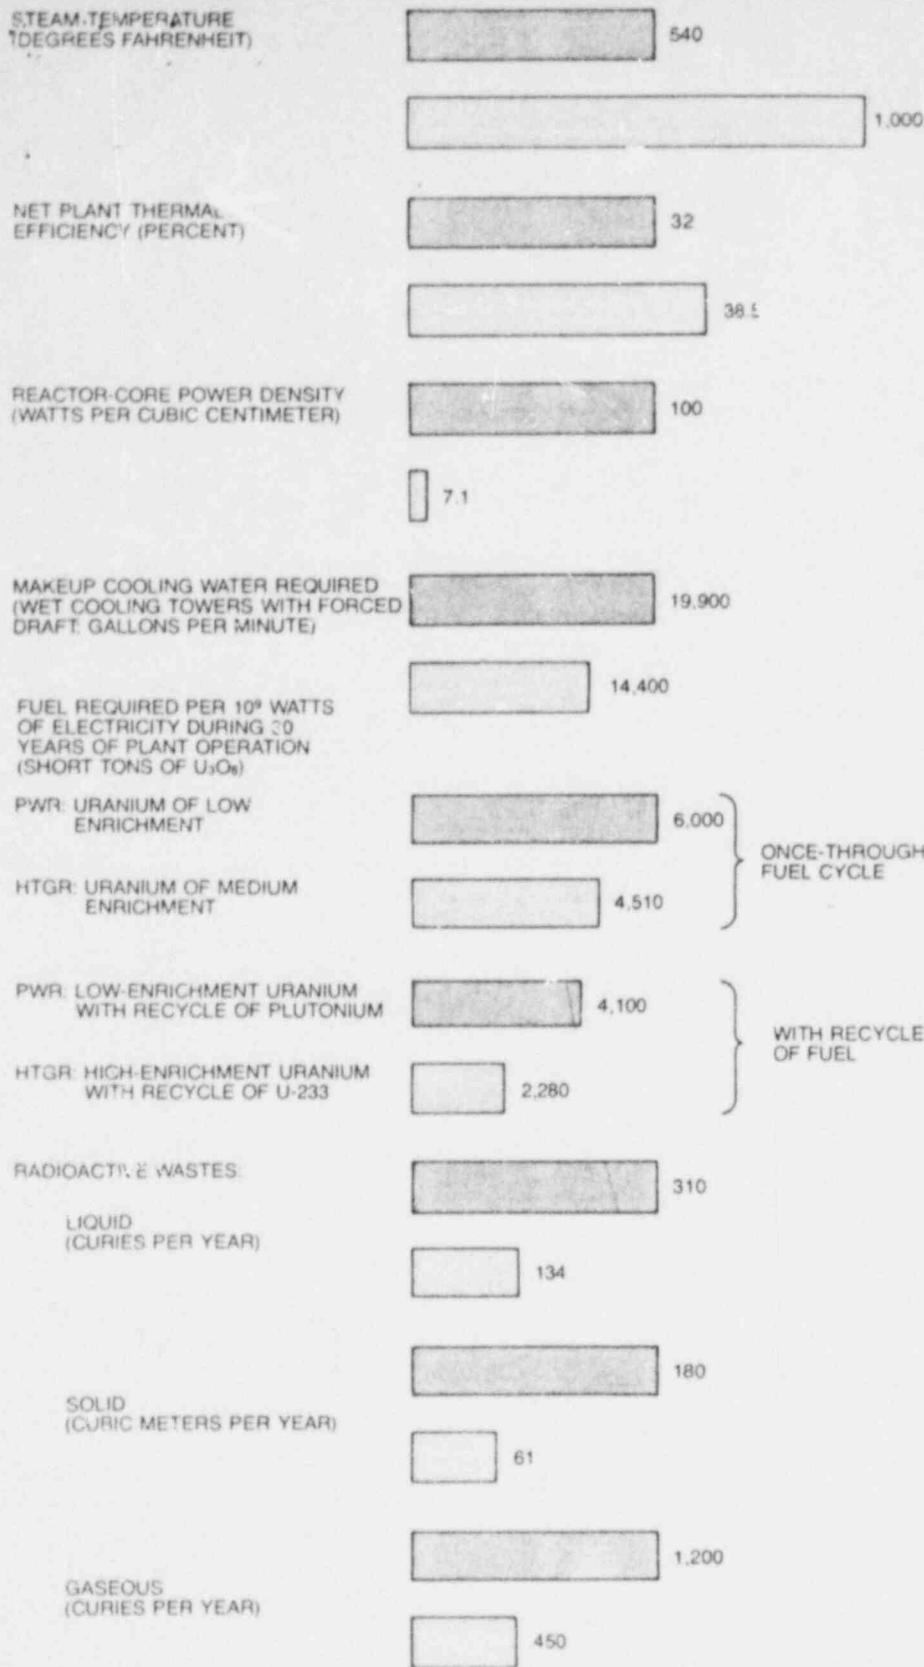 STEAM-TEMPERATURE
(DEGREES FAHRENHEIT)
540
1,000
NET PLANT THERMAL
EFFICIENCY (PERCENT)
32
38.5
REACTOR-CORE POWER DENSITY
(WATTS PER CUBIC CENTIMETER)
100
7.1
MAKEUP COOLING WATER REQUIRED
(WET COOLING TOWERS WITH FORCED
DRAFT: GALLONS PER MINUTE)
19,900
14,400
FUEL REQUIRED PER 10⁹ WATTS
OF ELECTRICITY DURING 30
YEARS OF PLANT OPERATION
(SHORT TONS OF U₃O₈)
PWR: URANIUM OF LOW
ENRICHMENT
6,000
HTGR: URANIUM OF MEDIUM
ENRICHMENT
4,510
ONCE-THROUGH
FUEL CYCLE
PWR: LOW-ENRICHMENT URANIUM
WITH RECYCLE OF PLUTONIUM
4,100
HTGR: HIGH-ENRICHMENT URANIUM
WITH RECYCLE OF U-233
2,280
WITH RECYCLE
OF FUEL
RADIOACTIVE WASTES:
310
LIQUID
(CURIES PER YEAR)
134
180
SOLID
(CUBIC METERS PER YEAR)
61
1,200
GASEOUS
(CURIES PER YEAR)
450